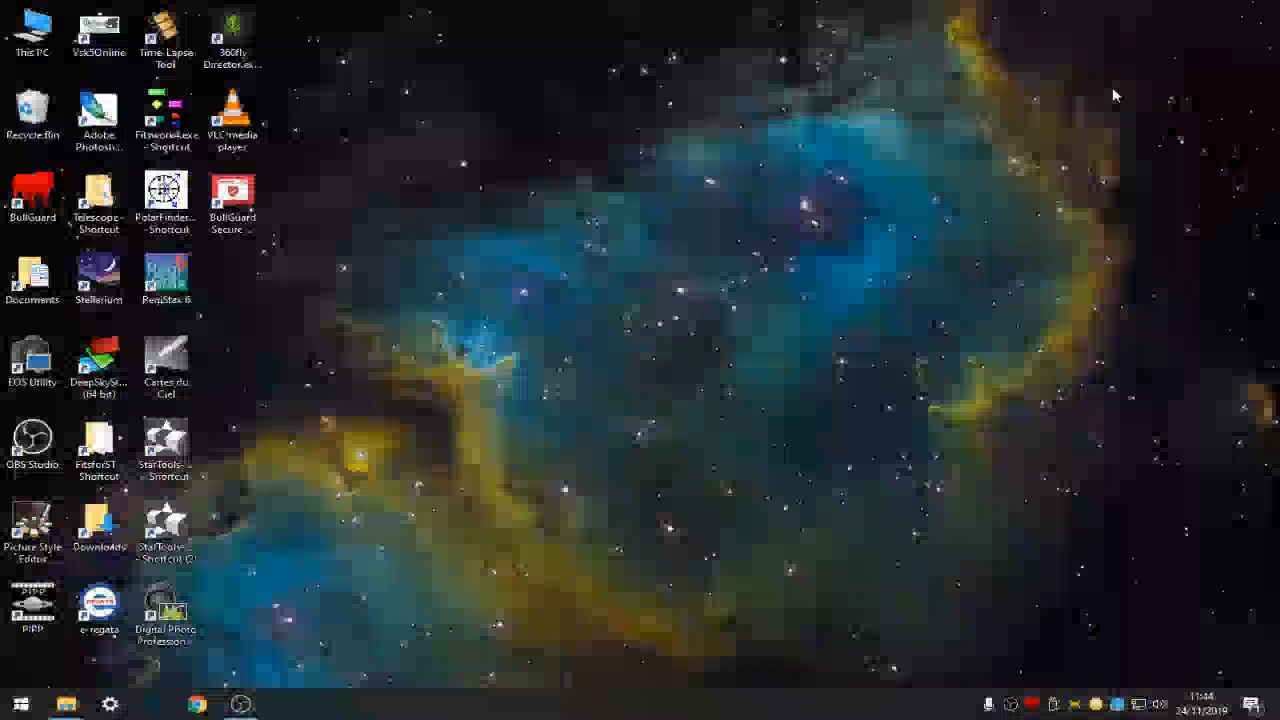 This PC
Vsk5Online
Time-Lapse
Tool
360fly
Director.ex...
Recycle Bin
Adobe
Photosh...
Fitswork4.exe
- Shortcut
VLC media
player
BullGuard
Telescope -
Shortcut
PolarFinder...
- Shortcut
BullGuard
Secure ...
Documents
Stellarium
RegiStax 6
EOS Utility
DeepSkySt...
(64 bit)
Cartes du
Ciel
OBS Studio
FitsforST -
Shortcut
StarTools-...
- Shortcut
Picture Style
Editor
Downloads
StarTools-...
- Shortcut (2)
PIPP
PIPP
e-regata
Digital Photo
Profession...
11:44
24/11/2019